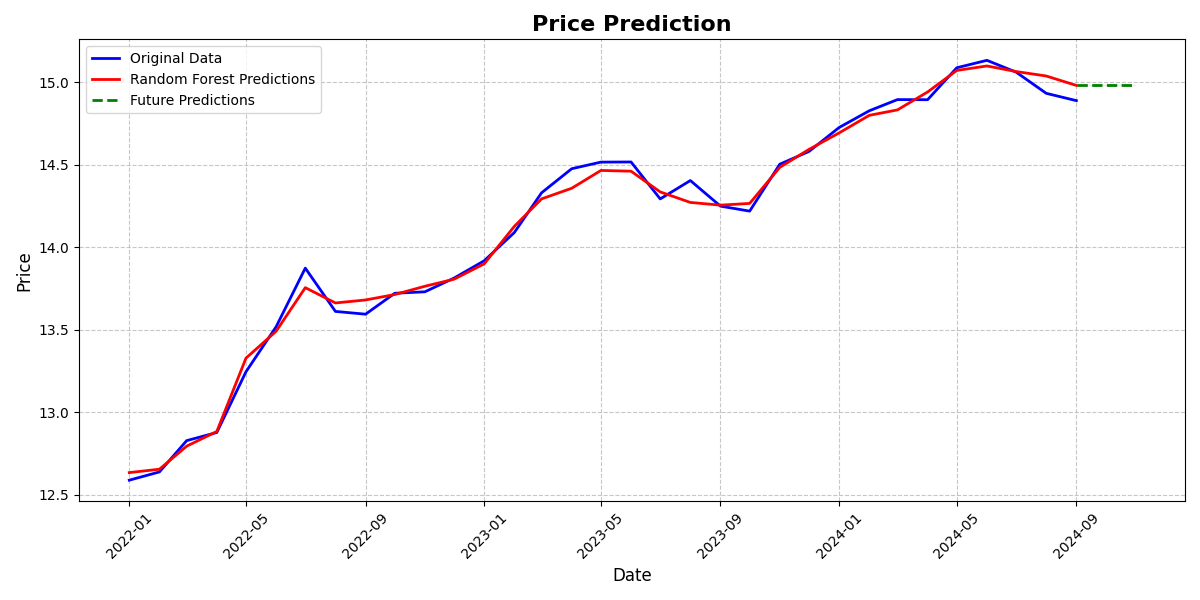 Price Prediction
Original Data
Random Forest Predictions
Future Predictions
Price
15.0
14.5
14.0
13.5
13.0
12.5
2022-01
2022-05
2022-09
2023-01
2023-05
2023-09
2024-01
2024-05
2024-09
Date